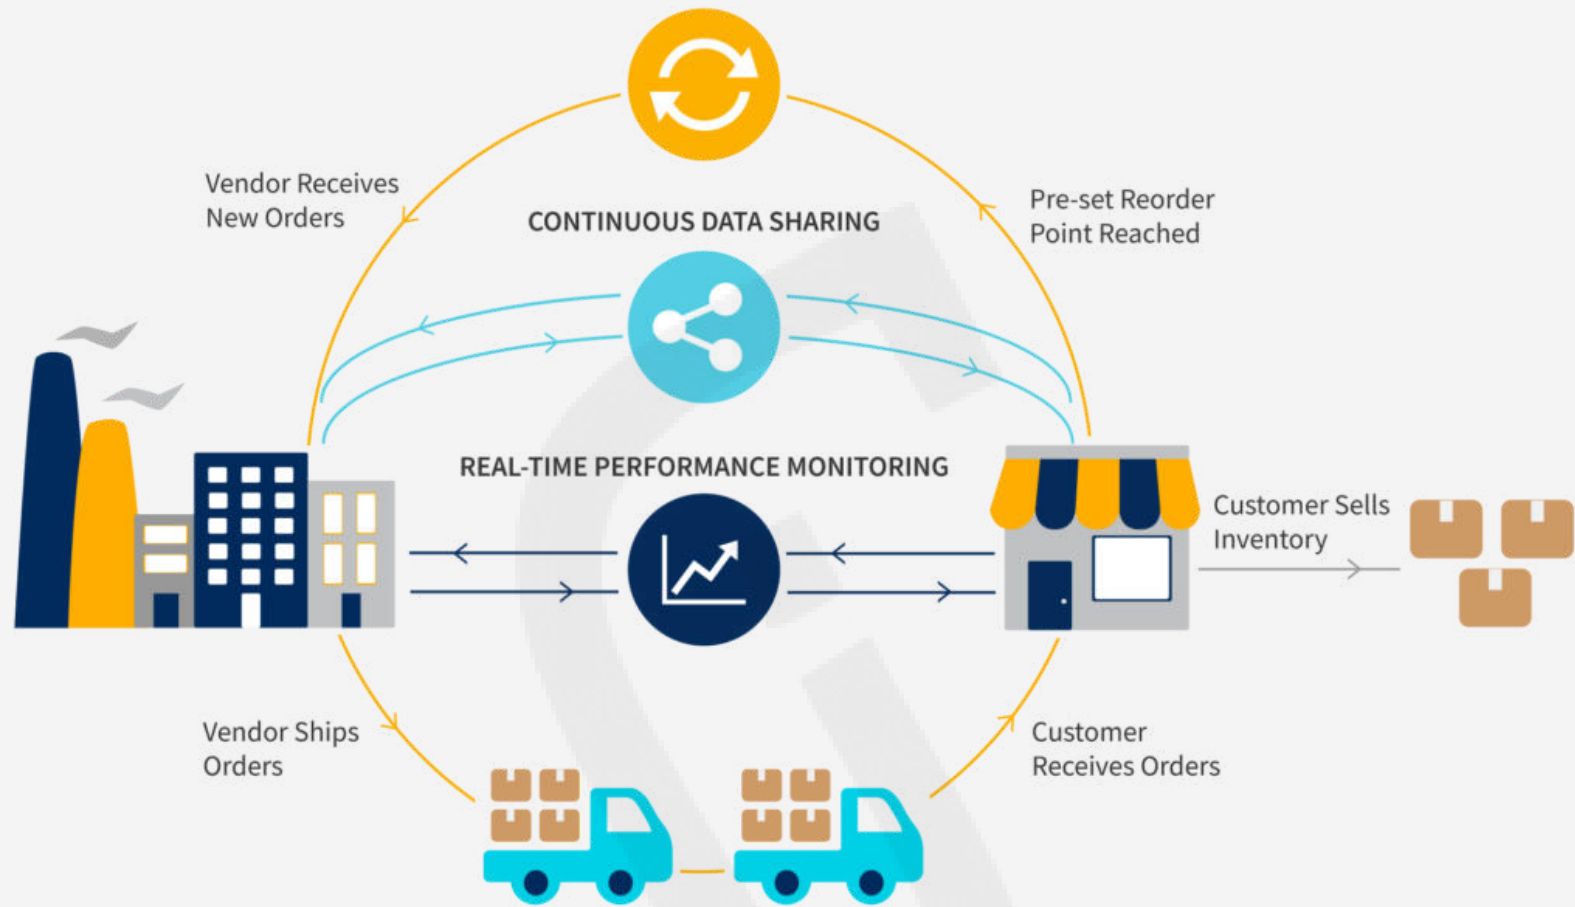 Vendor Receives
New Orders
CONTINUOUS DATA SHARING
Pre-set Reorder
Point Reached
REAL-TIME PERFORMANCE MONITORING
Customer Sells
Inventory
Vendor Ships
Orders
Customer
Receives Orders